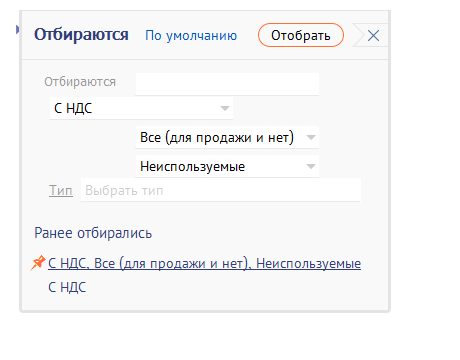 Отбираются По умолчанию Отобрать
Отбираются
С НДС
Все (для продажи и нет)
Неиспользуемые
Тип Выбрать тип
Ранее отбирались
С НДС, Все (для продажи и нет), Неиспользуемые
С НДС